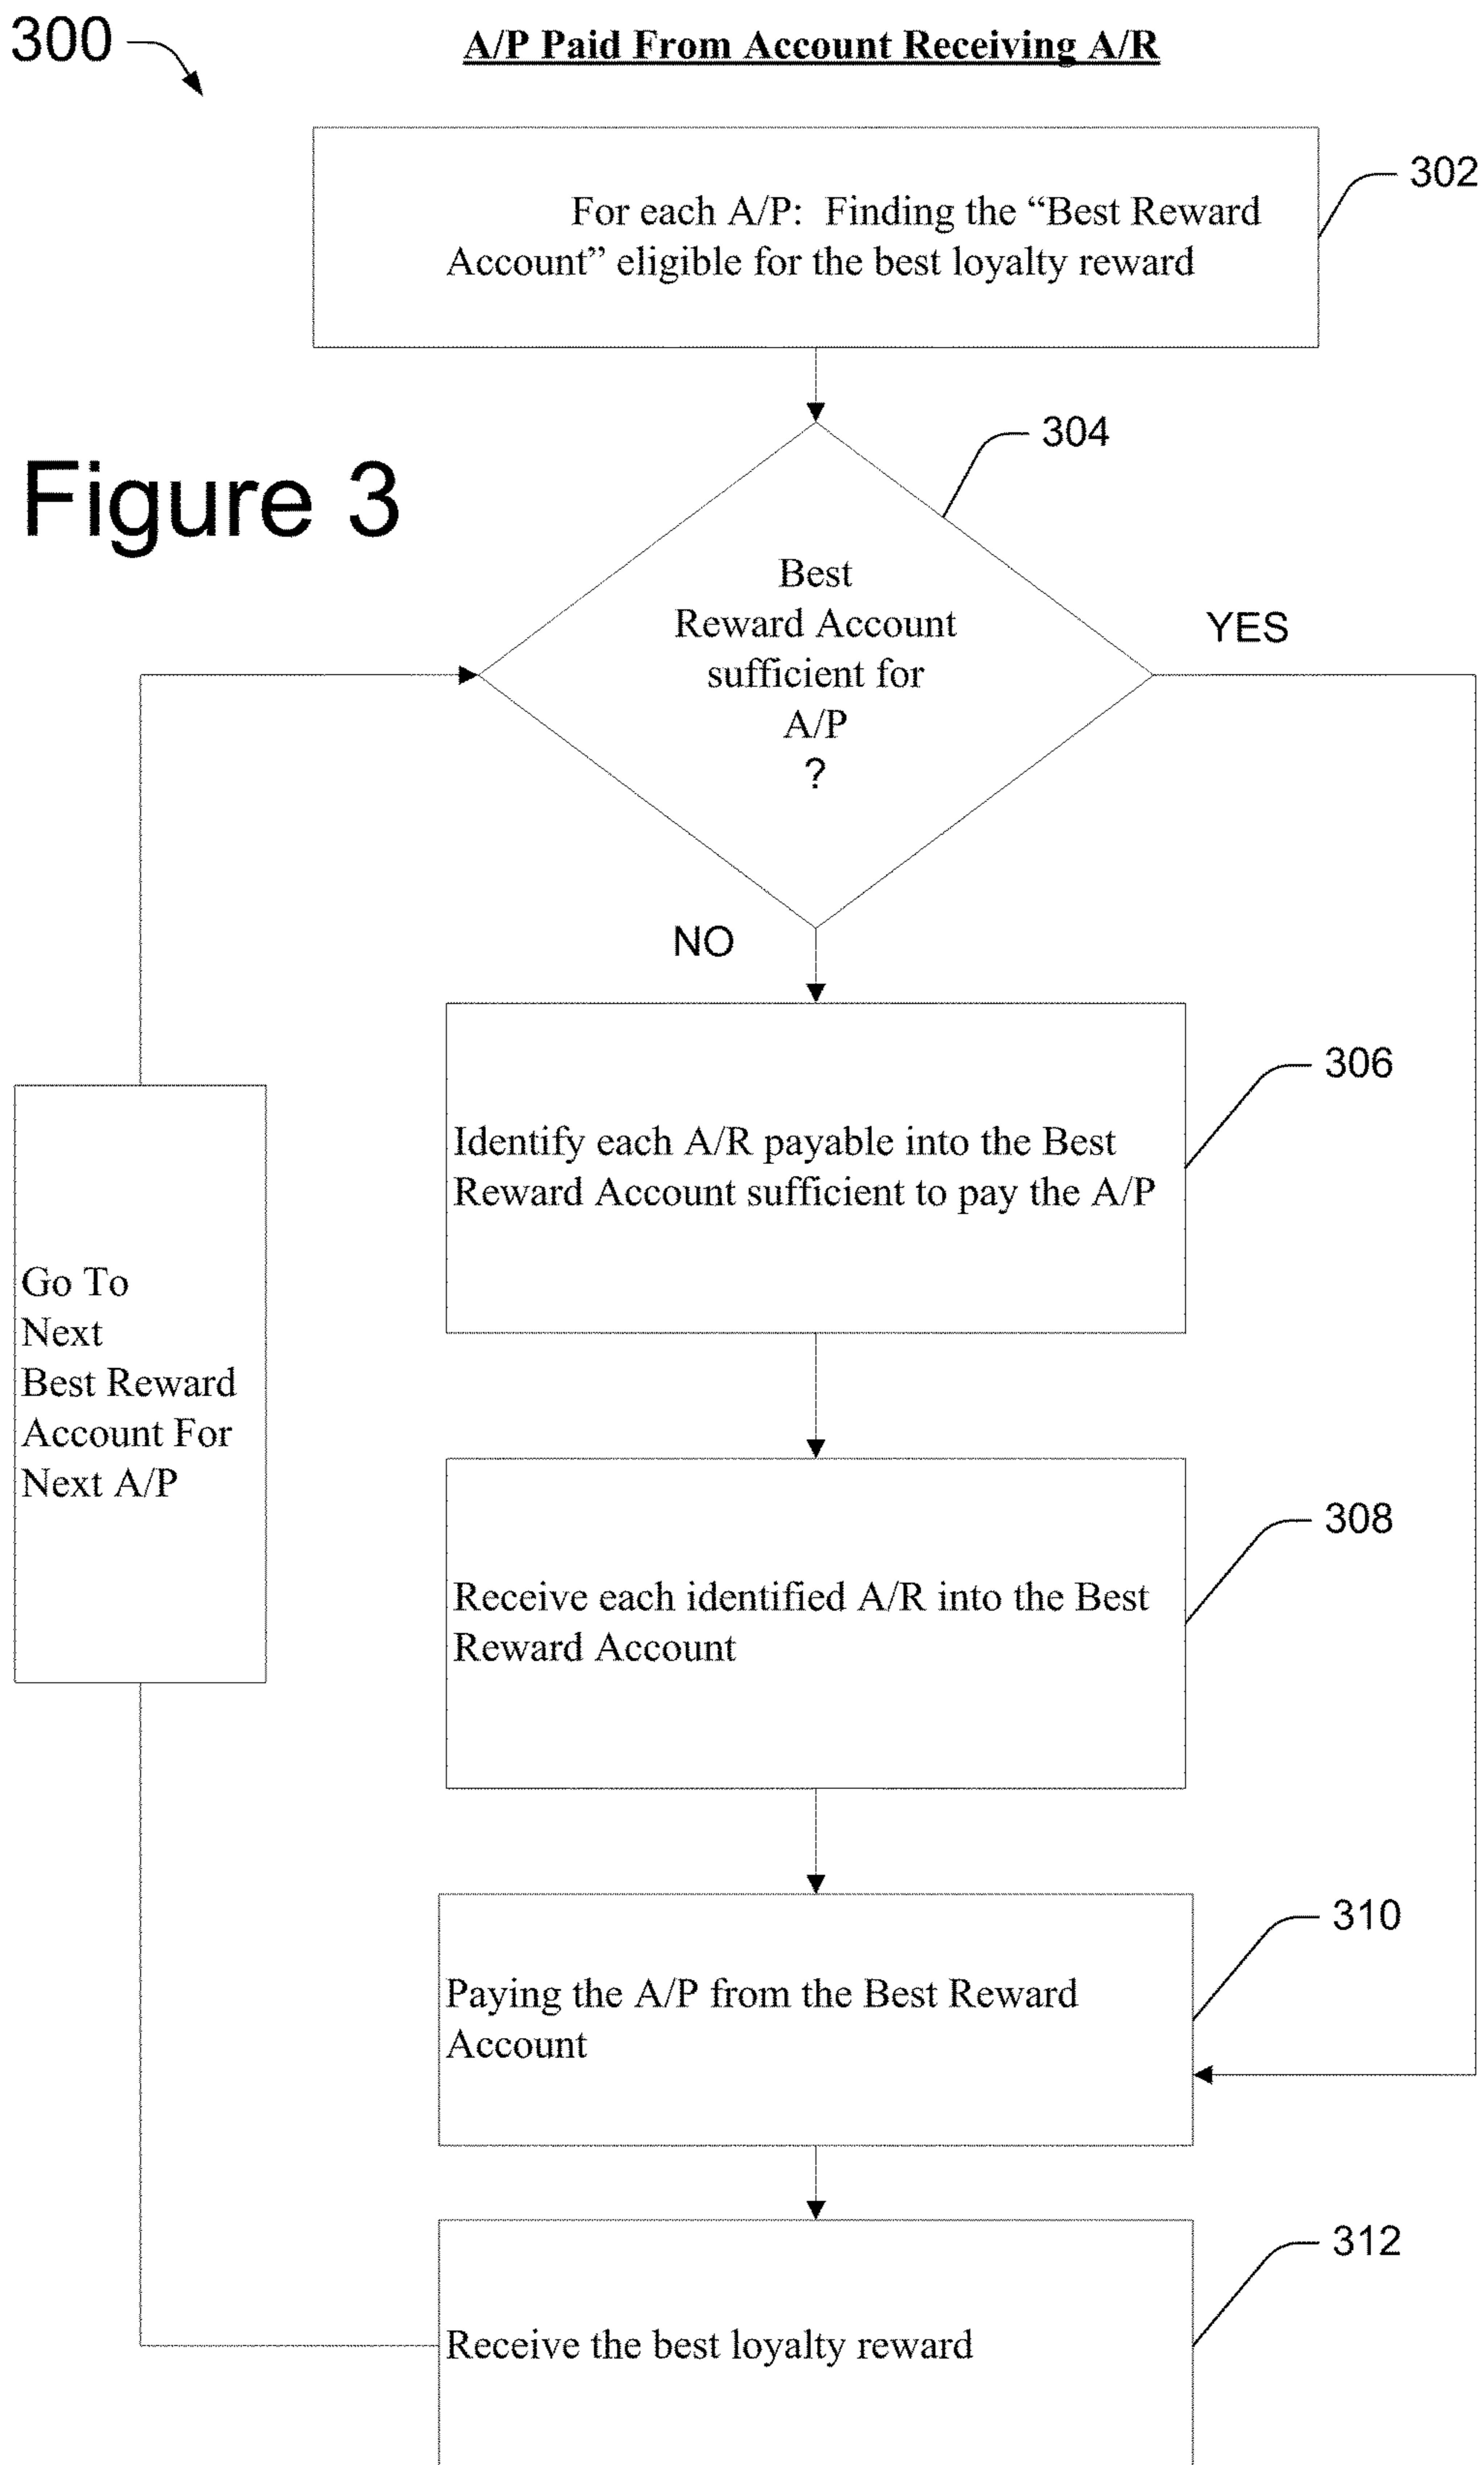 300
A/P Paid From Account Receiving A/R
302
For each A/P: Finding the “Best Reward
Account” eligible for the best loyalty reward
304
Figure 3
Best
Reward Account
sufficient for
A/P
?
YES
NO
306
Identify each A/R payable into the Best
Reward Account sufficient to pay the A/P
Go To
Next
Best Reward
Account For
Next A/P
308
Receive each identified A/R into the Best
Reward Account
310
Paying the A/P from the Best Reward
Account
312
Receive the best loyalty reward